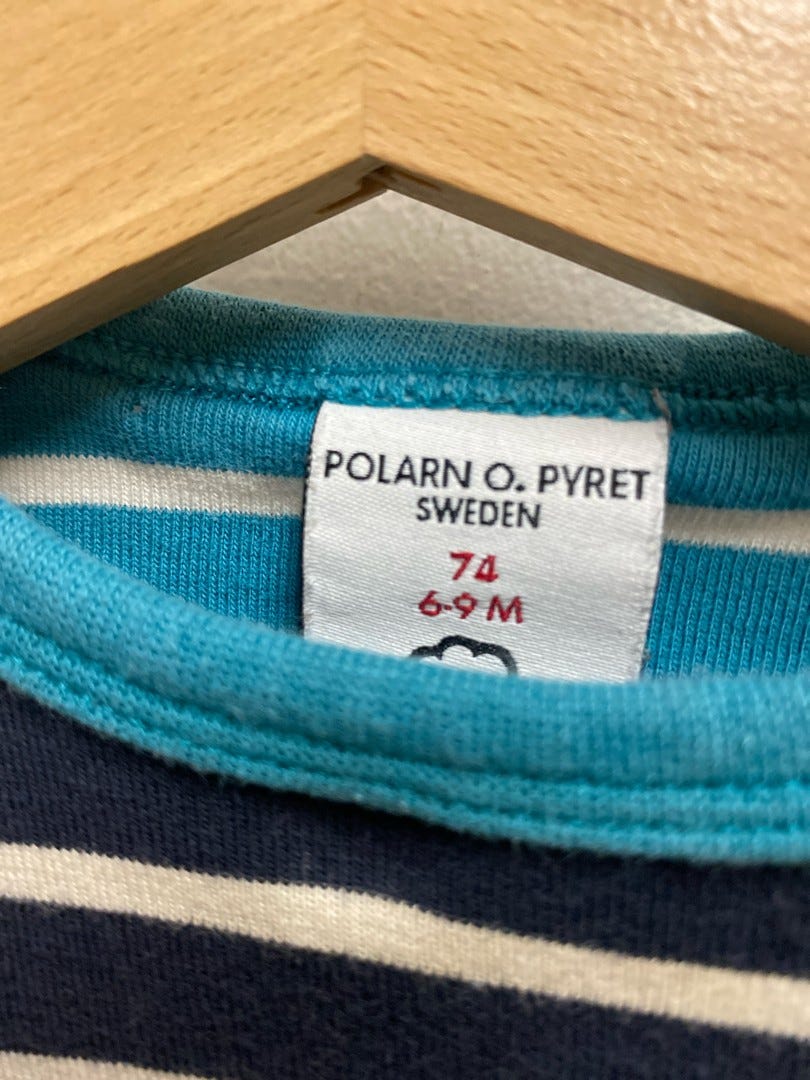 POLARN O. PYRET
SWEDEN
74
6-9 M